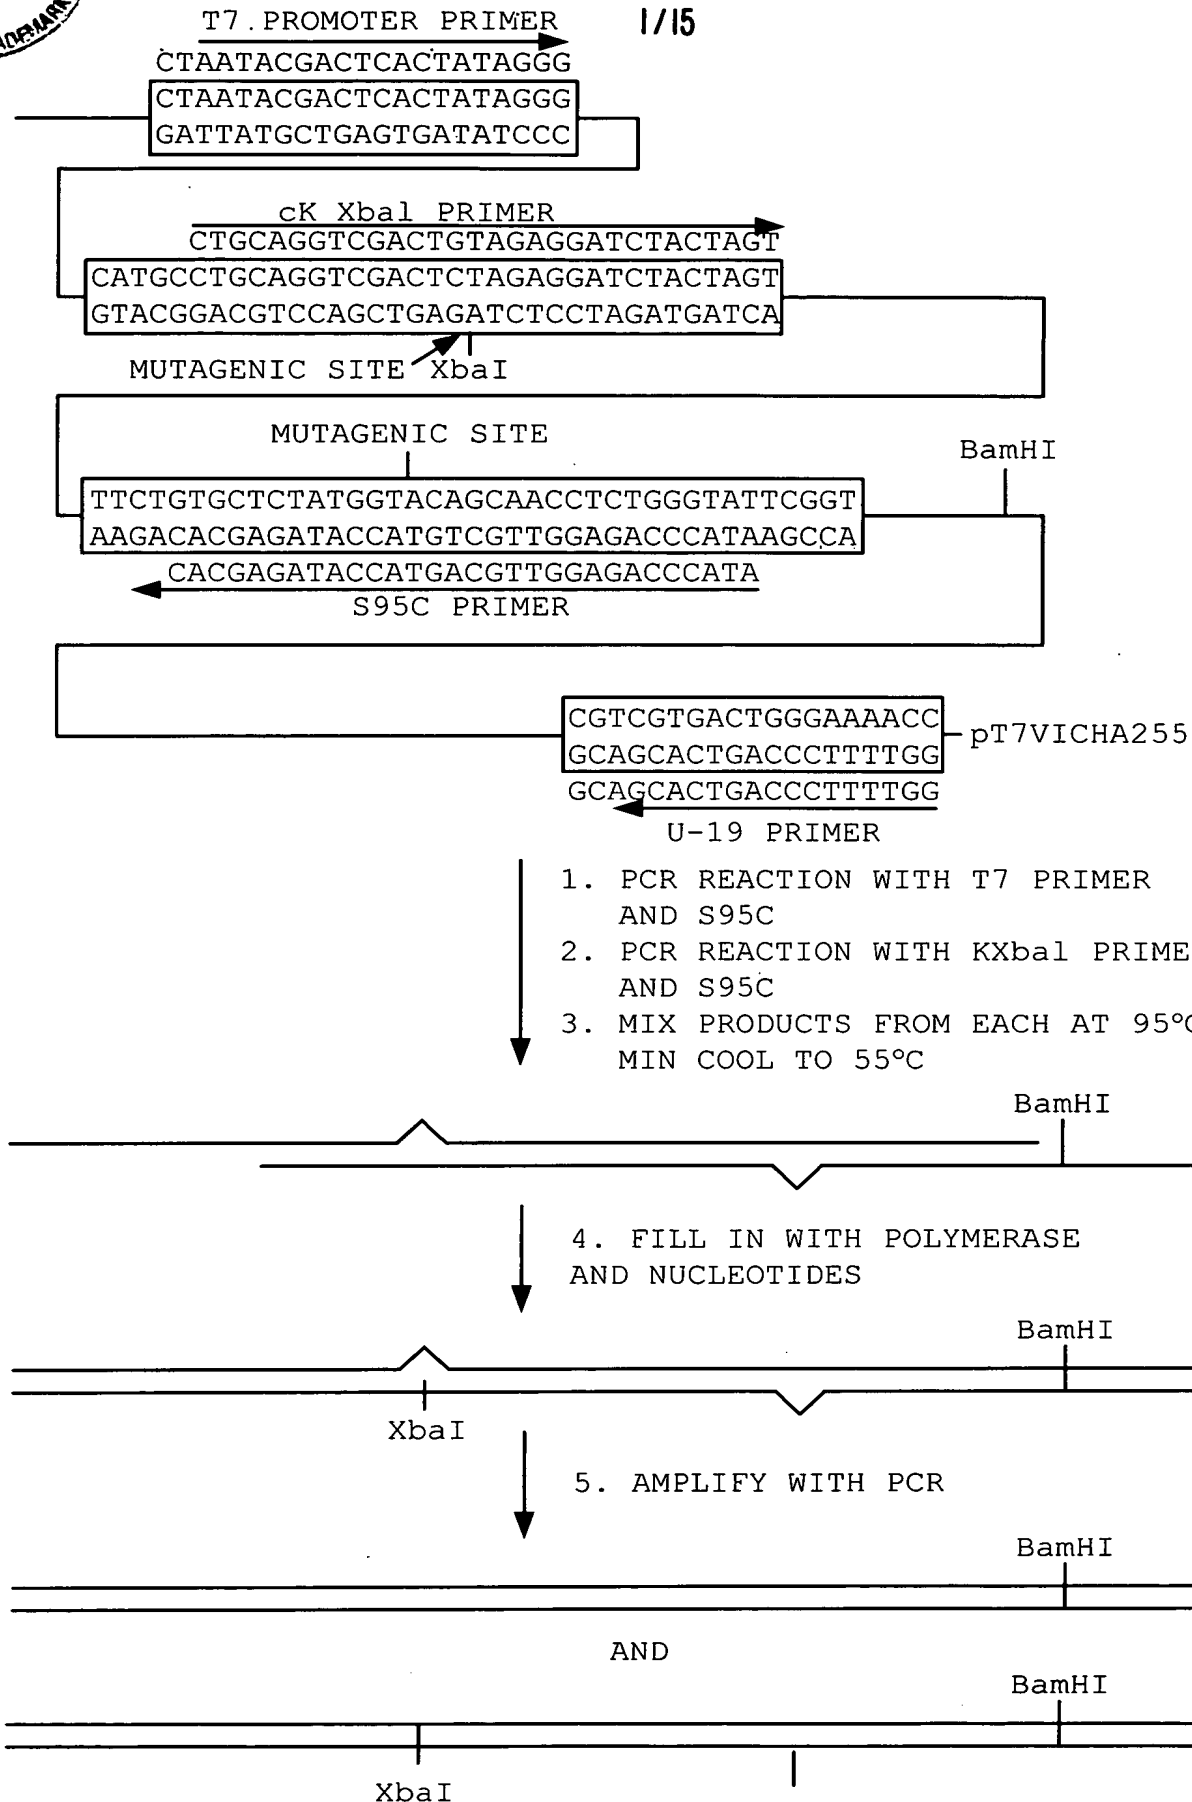 1/15
T7.PROMOTER PRIMER
CTAATACGACTCACTATAGGG
CTAATACGACTCACTATAGGG
GATTATGCTGAGTGATATCCC
cK Xbal PRIMER
CTGCAGGTCGACTGTAGAGGATCTACTAGT
CATGCCTGCAGGTCGACTCTAGAGGATCTACTAGT
GTACGGACGTCCAGCTGAGATCTCCTAGATGATCA
MUTAGENIC SITE XbaI
MUTAGENIC SITE
BamHI
TTCTGTGCTCTATGGTACAGCAACCTCTGGGTATTCGGT
AAGACACGAGATACCATGTCGTTGGAGACCCATAAGCCA
CACGAGATACCATGACGTTGGAGACCCATA
S95C PRIMER
CGTCGTGACTGGGAAAACC
GCAGCACTGACCCTTTTGG
pT7VICHA255
GCAGCACTGACCCTTTTGG
U-19 PRIMER
1. PCR REACTION WITH T7 PRIMER
AND S95C
2. PCR REACTION WITH KXbal PRIME
AND S95C
3. MIX PRODUCTS FROM EACH AT 95°C
MIN COOL TO 55°C
BamHI
4. FILL IN WITH POLYMERASE
AND NUCLEOTIDES
BamHI
XbaI
5. AMPLIFY WITH PCR
BamHI
AND
BamHI
XbaI